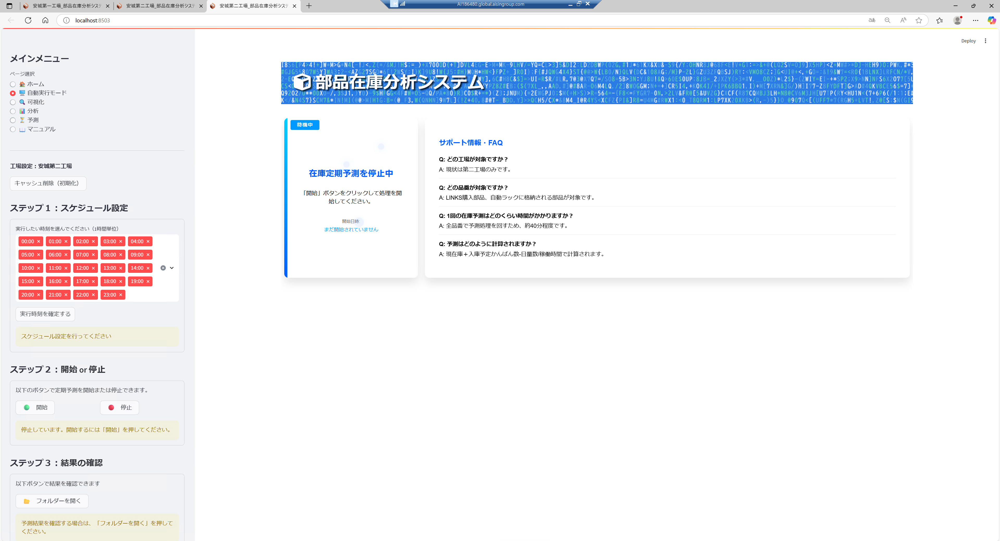 安城第一工場_部品在庫分析システ
安城第二工場_部品在庫分析システ
安城第二工場_部品在庫分析システ
AI186480.global.aisingroup.com
localhost:8503
Deploy
メインメニュー
ページ選択
ホーム
自動実行モード
可視化
分析
予測
マニュアル
工場設定：安城第二工場
キャッシュ削除（初期化）
ステップ１：スケジュール設定
実行したい時刻を選んでください（1時間単位）
00:00 01:00 02:00 03:00 04:00
05:00 06:00 07:00 08:00 09:00
10:00 11:00 12:00 13:00 14:00
15:00 16:00 17:00 18:00 19:00
20:00 21:00 22:00 23:00
実行時刻を確定する
スケジュール設定を行ってください
ステップ２：開始 or 停止
以下のボタンで定期予測を開始または停止できます。
開始
停止
停止しています。開始するには「開始」を押してください。
ステップ３：結果の確認
以下ボタンで結果を確認できます
フォルダーを開く
予測結果を確認する場合は、「フォルダーを開く」を押して
ください。
部品在庫分析システム
待機中
在庫定期予測を停止中
「開始」ボタンをクリックして処理を開
始してください。
開始日時:
まだ開始されていません
サポート情報・FAQ
Q: どの工場が対象ですか？
A: 現状は第二工場のみです。
Q: どの品番が対象ですか？
A: LINKS購入部品、自動ラックに格納される部品が対象です。
Q: 1回の在庫予測はどのくらい時間がかかりますか？
A: 全品番で予測処理を回すため、約40分程度です。
Q: 予測はどのように計算されますか？
A: 現在庫＋入庫予定かんばん数-日量数/稼働時間で計算されます。